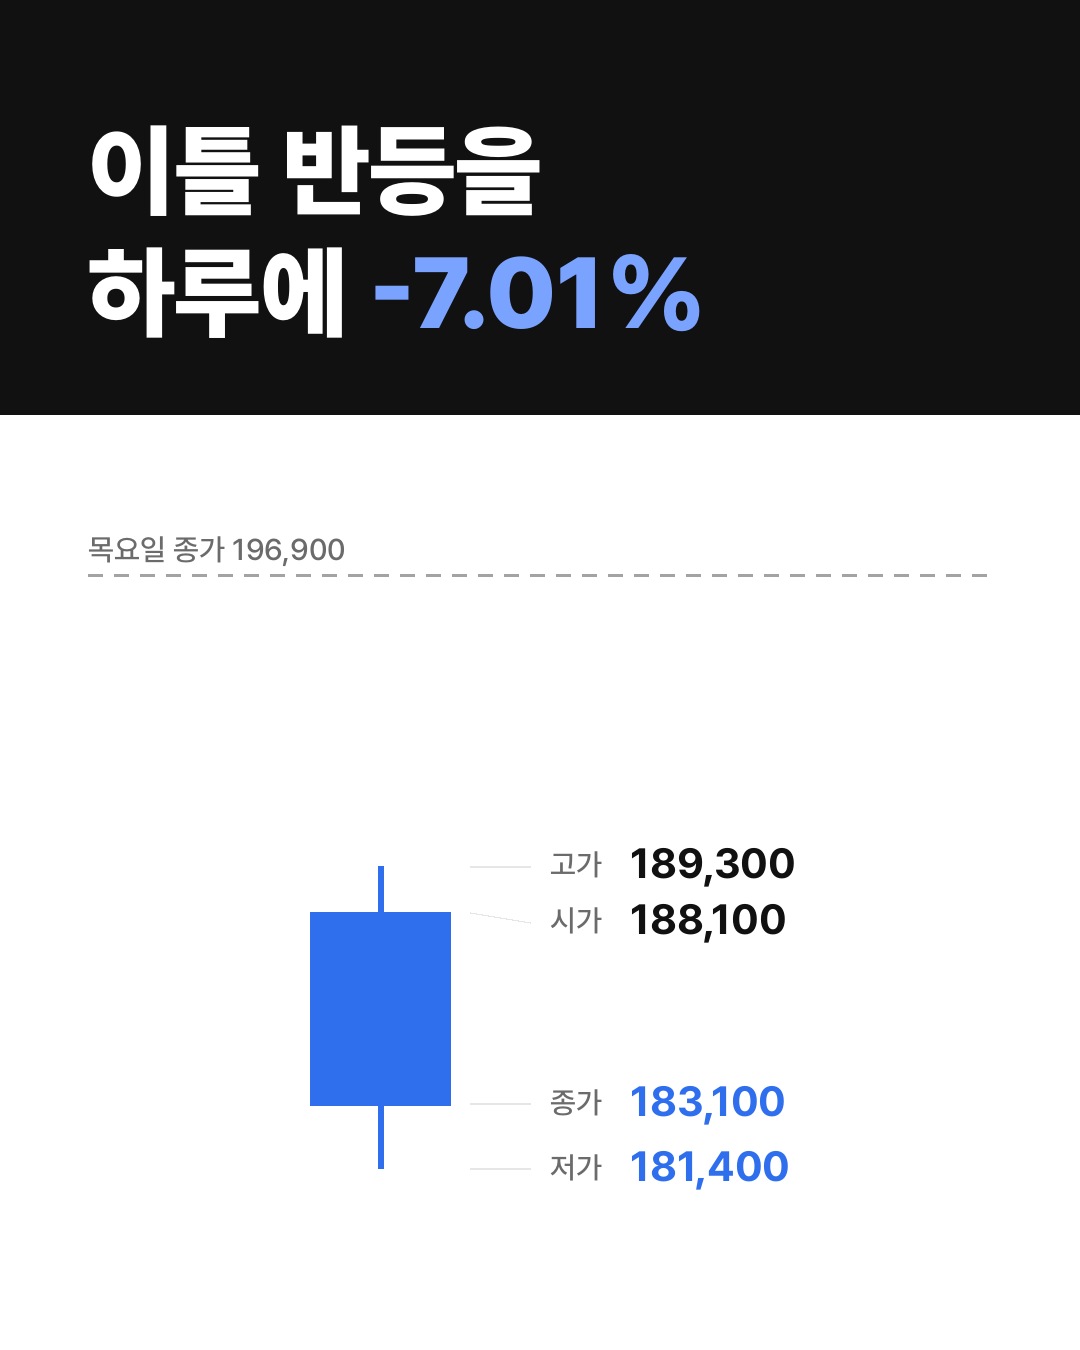 이틀 반등을
하루에 -7.01%
목요일 종가 196,900
고가 189,300
시가 188,100
종가 183,100
저가 181,400